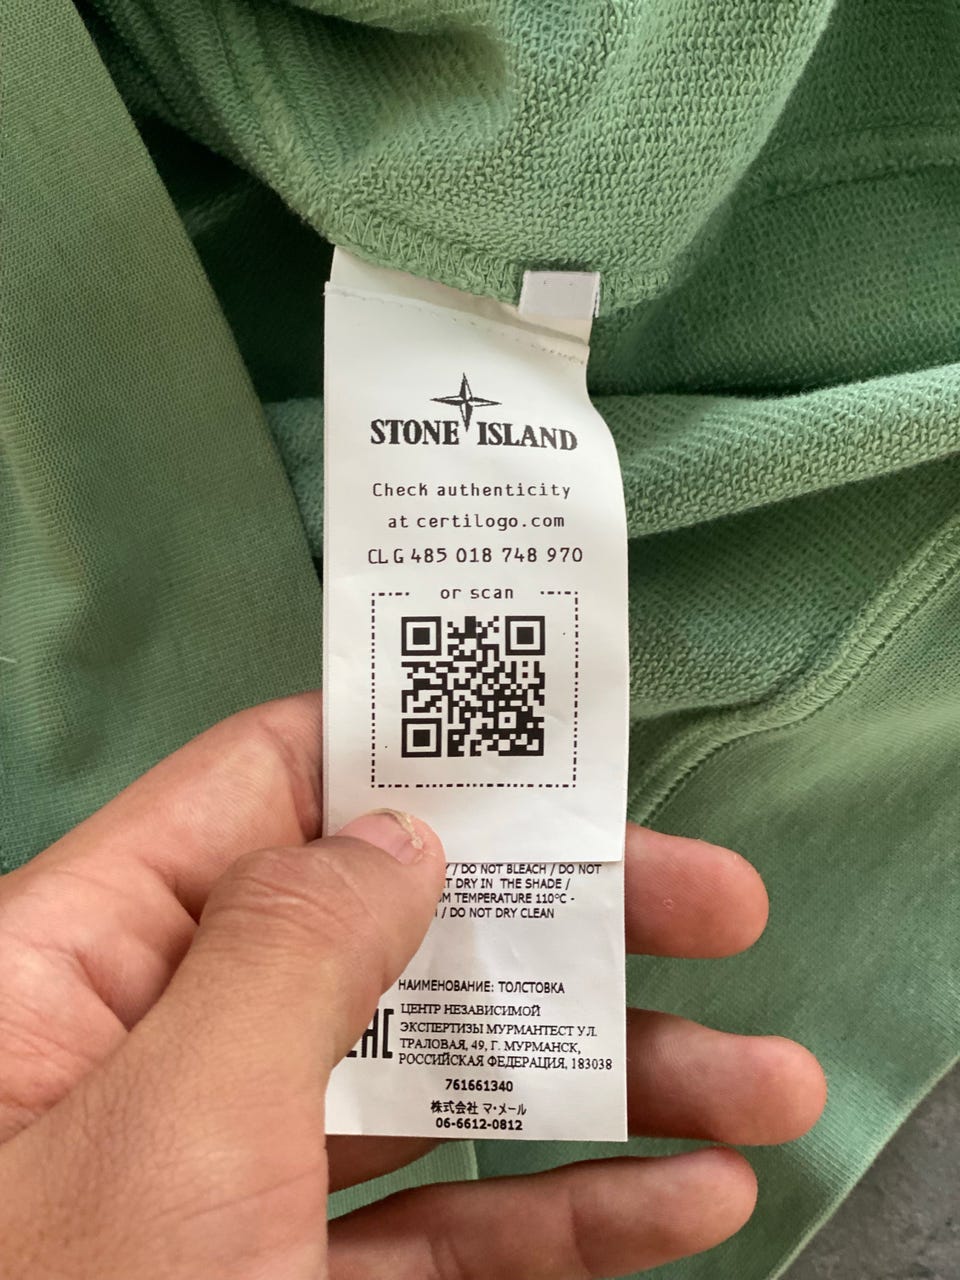 STONE ISLAND
Check authenticity
at certilogo.com
CLG 485 018 748 970
or scan
/ DO NOT BLEACH / DO NOT
DRY IN THE SHADE /
TEMPERATURE 110°C -
/ DO NOT DRY CLEAN
НАИМЕНОВАНИЕ: ТОЛСТОВКА
ЦЕНТР НЕЗАВИСИМОЙ
ЭКСПЕРТИЗЫ МУРМАНТЕСТ УЛ.
ТРАЛОВАЯ, 49, Г. МУРМАНСК,
РОССИЙСКАЯ ФЕДЕРАЦИЯ, 183038
761661340
株式会社 マ・メール
06-6612-0812